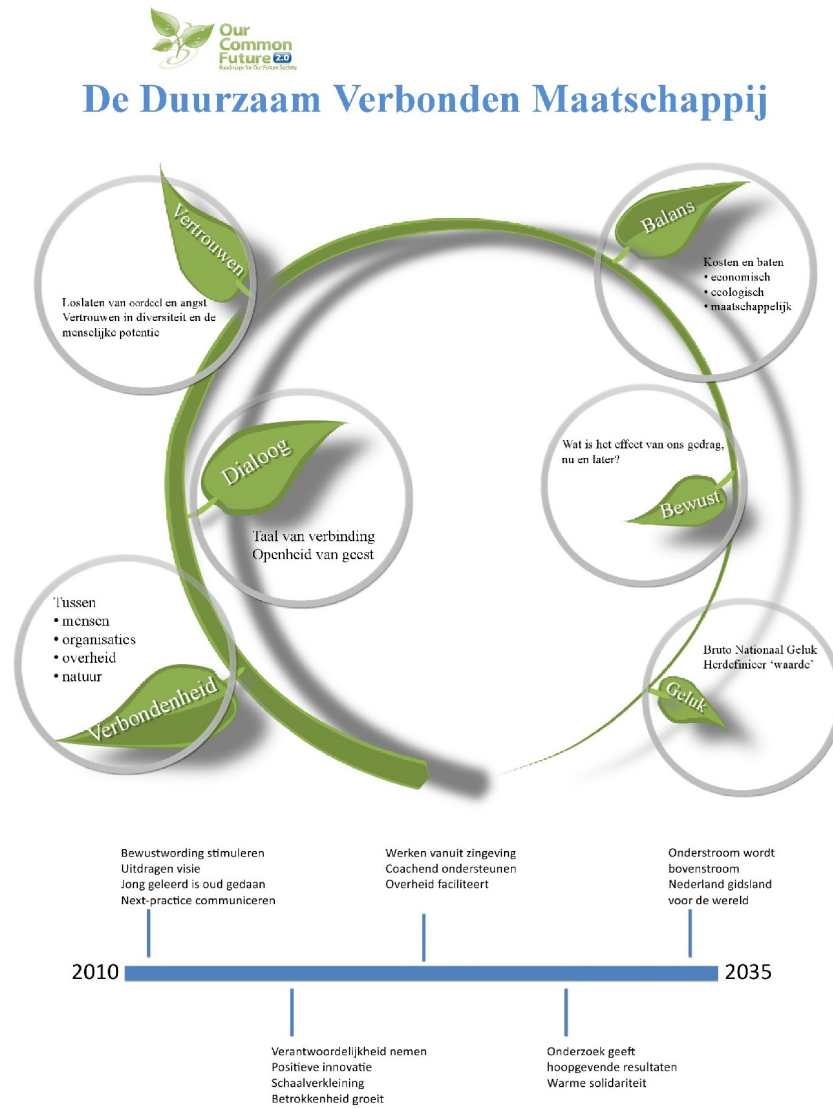 Our
Common
Future 2.0
Roadmaps for Our Future Society
De Duurzaam Verbonden Maatschappij
Vertrouwen
Loslaten van oordeel en angst
Vertrouwen in diversiteit en de
menselijke potentie
Balans
Kosten en baten
• economisch
• ecologisch
• maatschappelijk
Dialoog
Taal van verbinding
Openheid van geest
Wat is het effect van ons gedrag,
nu en later?
Bewust
Tussen
• mensen
• organisaties
• overheid
• natuur
Verbondenheid
Bruto Nationaal Geluk
Herdefinieer ‘waarde’
Geluk
Bewustwording stimuleren
Uitdragen visie
Jong geleerd is oud gedaan
Next-practice communiceren
Werken vanuit zingeving
Coachend ondersteunen
Overheid faciliteert
Onderstroom wordt
bovenstroom
Nederland gidsland
voor de wereld
2010
2035
Verantwoordelijkheid nemen
Positieve innovatie
Schaalverkleining
Betrokkenheid groeit
Onderzoek geeft
hoopgevende resultaten
Warme solidariteit